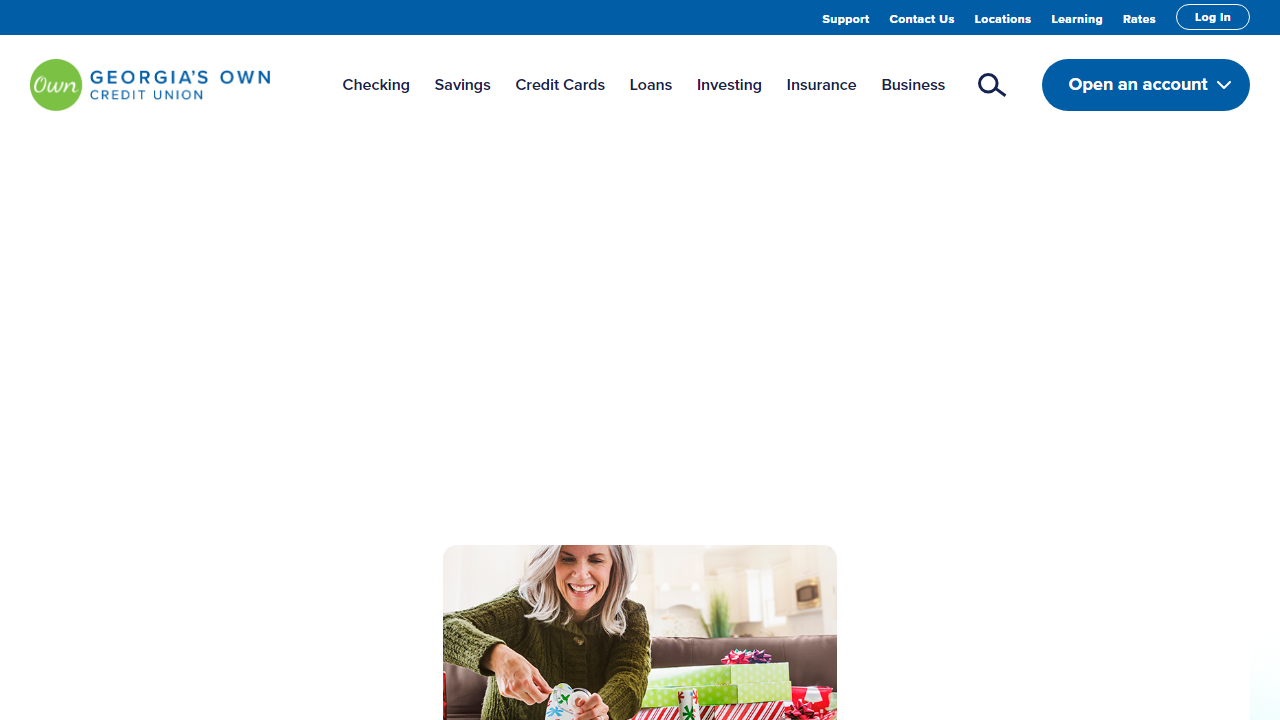 Support Contact Us Locations Learning Rates Log In
Own GEORGIA'S OWN
CREDIT UNION
Checking Savings Credit Cards Loans Investing Insurance Business Open an account